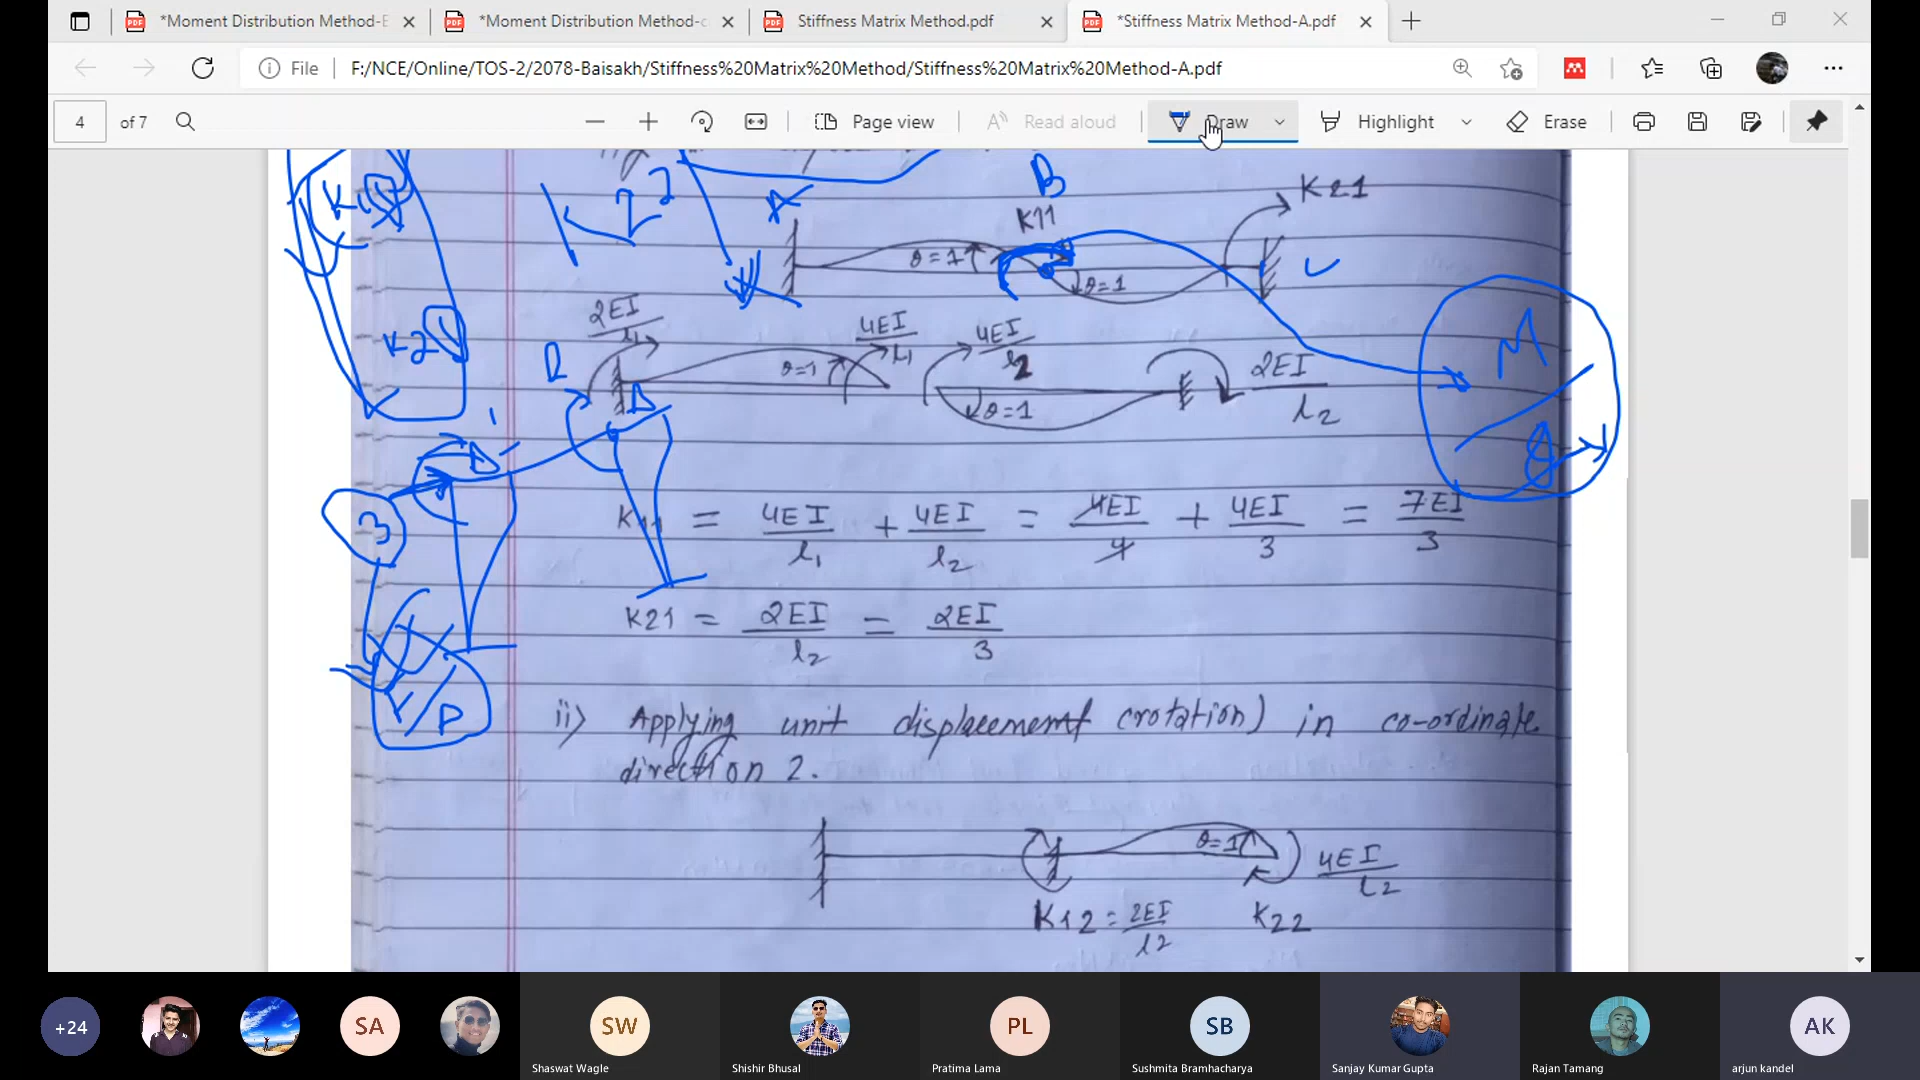 *Moment Distribution Method-E
*Moment Distribution Method-c
Stiffness Matrix Method.pdf
*Stiffness Matrix Method-A.pdf
File
F:/NCE/Online/TOS-2/2078-Baisakh/Stiffness%20Matrix%20Method/Stiffness%20Matrix%20Method-A.pdf
4 of 7
Page view
Read aloud
Draw
Highlight
Erase
K22
A
B
K11
K21
θ=1
θ=1
K2
2EI/l1
4EI/l1
4EI/l2
2EI/l2
θ=1
θ=1
M
θ
3
K11 = 4EI/l1 + 4EI/l2 = 4EI/4 + 4EI/3 = 7EI/3
K21 = 2EI/l2 = 2EI/3
ii) Applying unit displacement (rotation) in co-ordinate
direction 2.
θ=1
4EI/l2
K12 = 2EI/l2
K22
+24
SA
SW
PL
SB
AK
Shaswat Wagle
Shishir Bhusal
Pratima Lama
Sushmita Bramhacharya
Sanjay Kumar Gupta
Rajan Tamang
arjun kandel